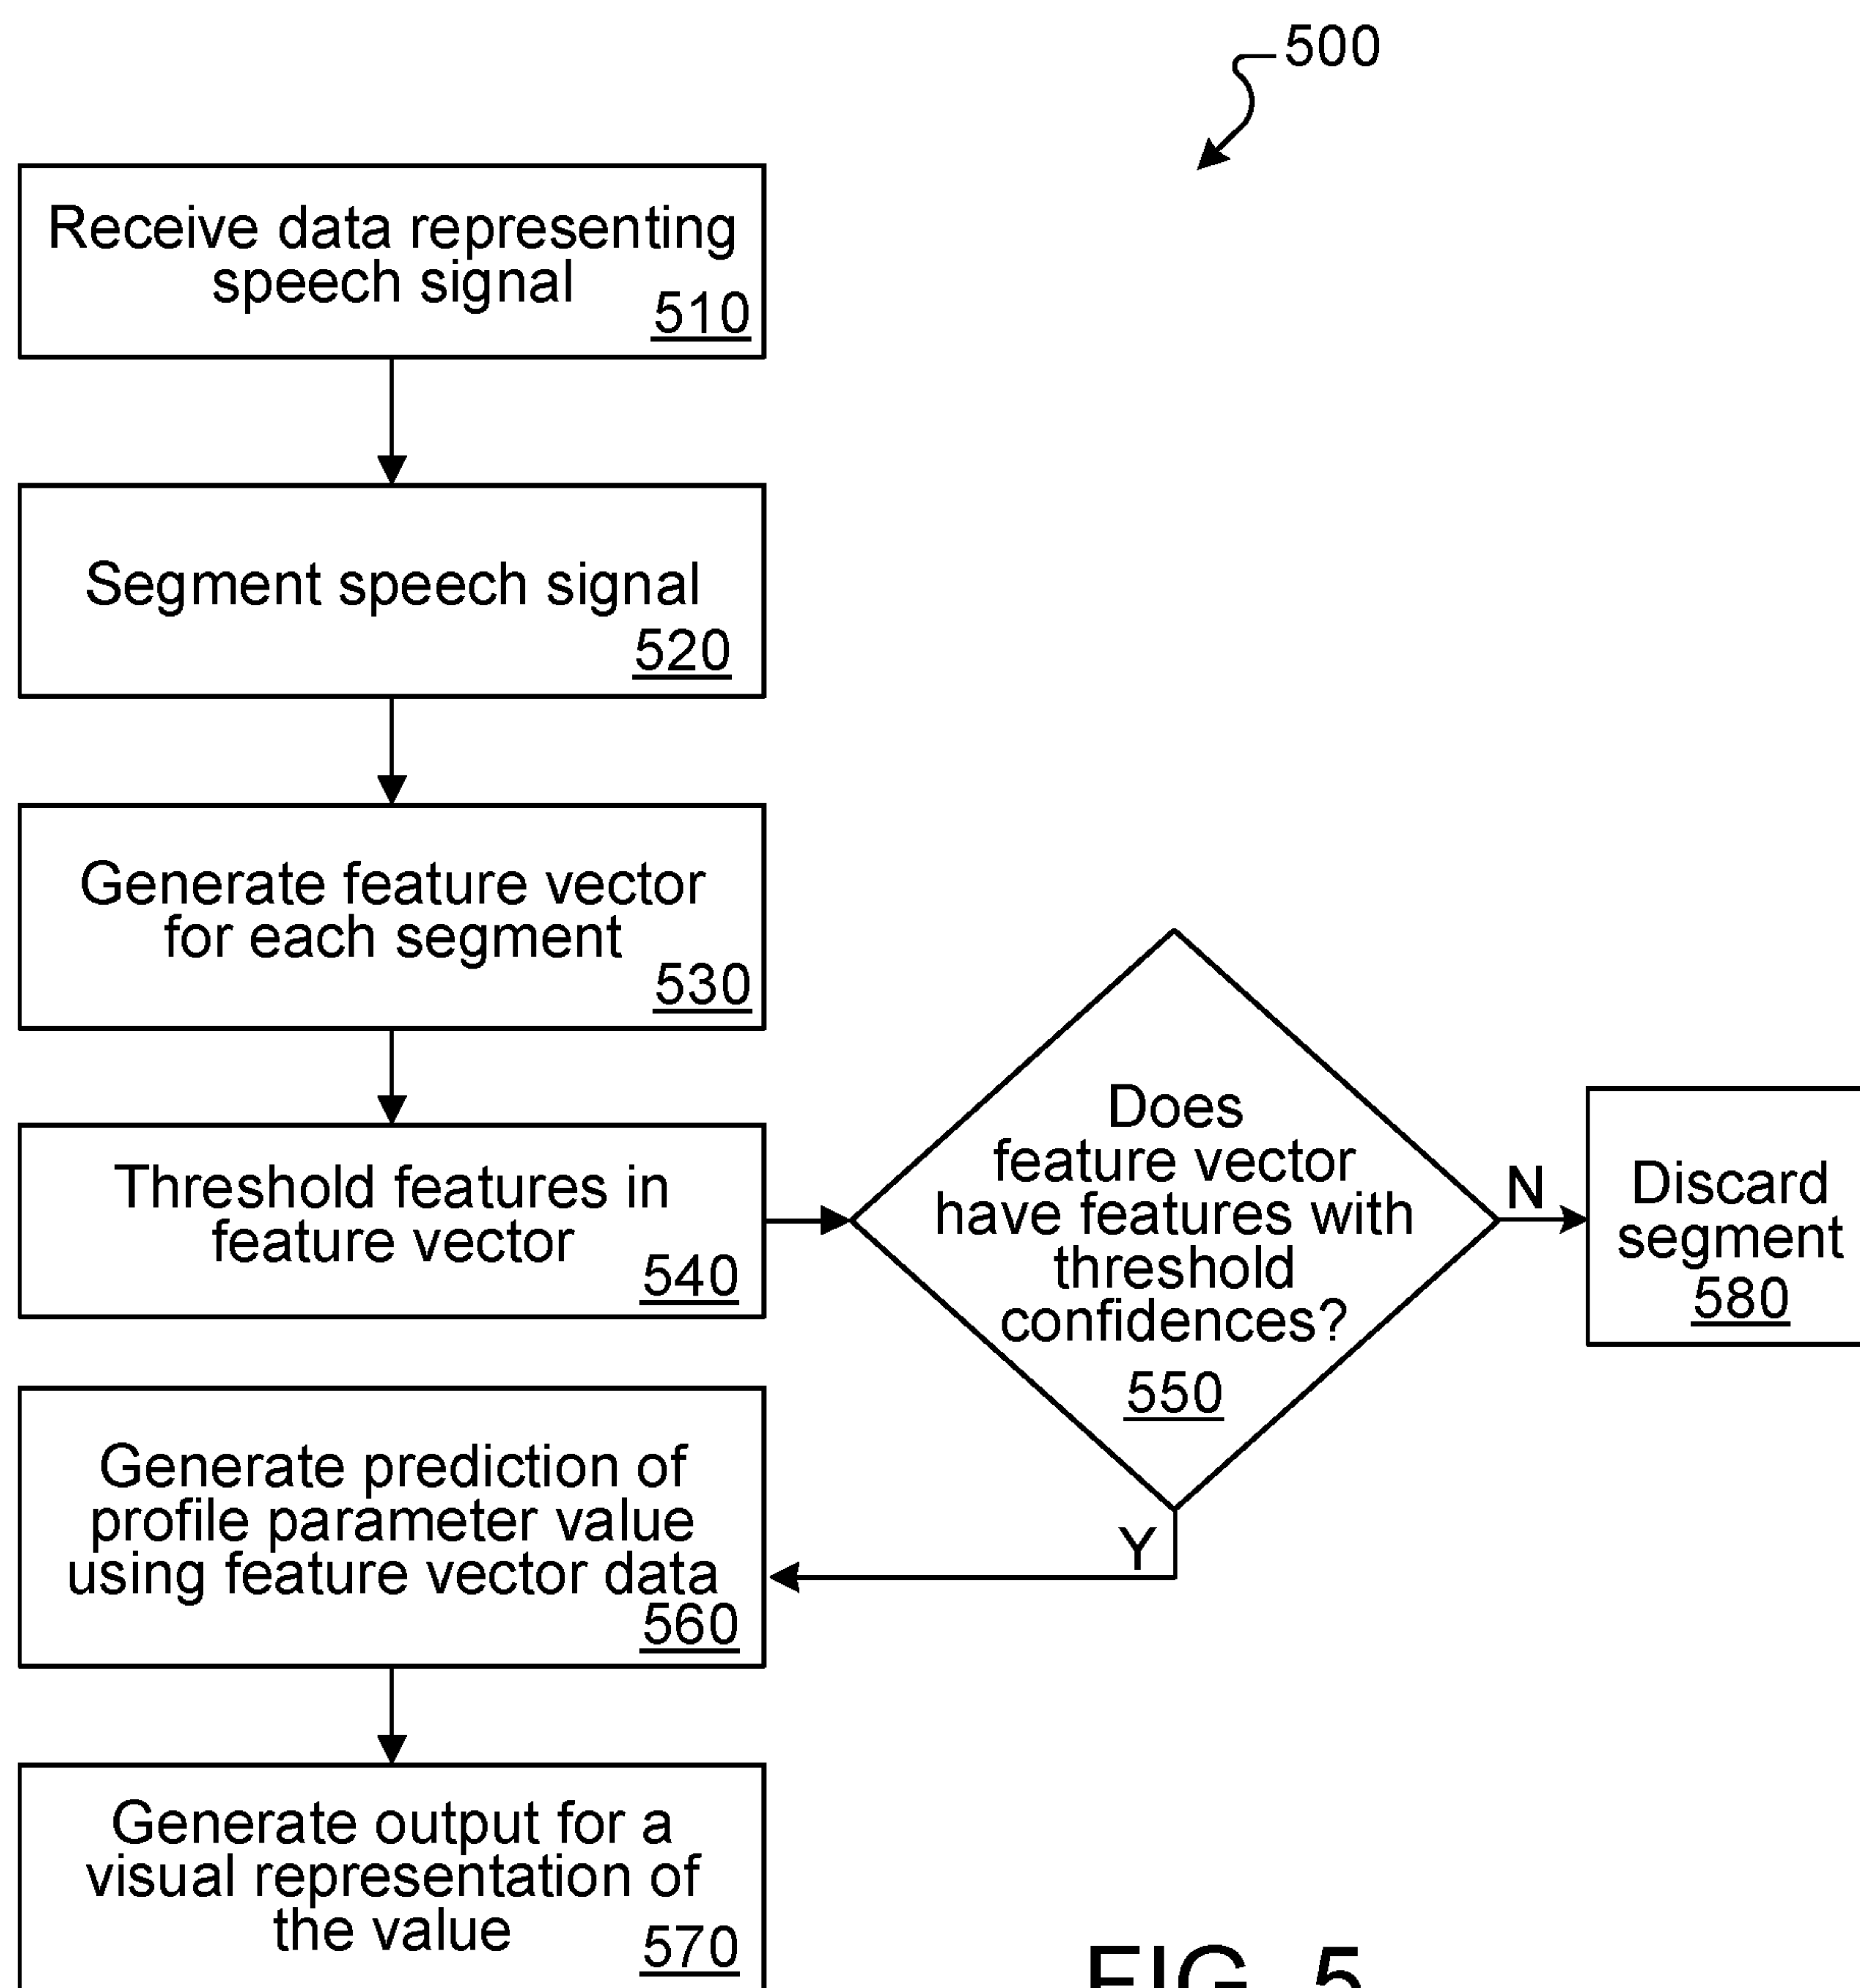 500
Receive data representing
speech signal
510
Segment speech signal
520
Generate feature vector
for each segment
530
Threshold features in
feature vector
540
Does
feature vector
have features with
threshold
confidences?
550
N
Discard
segment
580
Y
Generate prediction of
profile parameter value
using feature vector data
560
Generate output for a
visual representation of
the value
570
FIG. 5